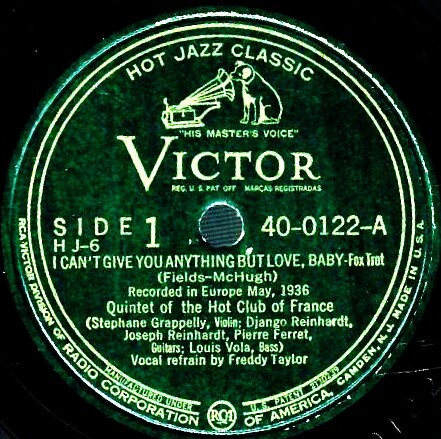 HOT JAZZ CLASSIC
"HIS MASTER'S VOICE"
VICTOR
REG. U. S. PAT. OFF. MARCAS REGISTRADAS
SIDE 1 40-0122-A
HJ-6
I CAN'T GIVE YOU ANYTHING BUT LOVE, BABY-Fox Trot
(Fields-McHugh)
Recorded in Europe May, 1936
Quintet of the Hot Club of France
(Stephane Grappelly, Violin; Django Reinhardt,
Joseph Reinhardt, Pierre Ferret,
Guitars; Louis Vola, Bass)
Vocal refrain by Freddy Taylor
MANUFACTURED UNDER U. S. PATENT
RCA VICTOR DIVISION OF RADIO CORPORATION RCA OF AMERICA, CAMDEN, N. J. MADE IN U. S. A.